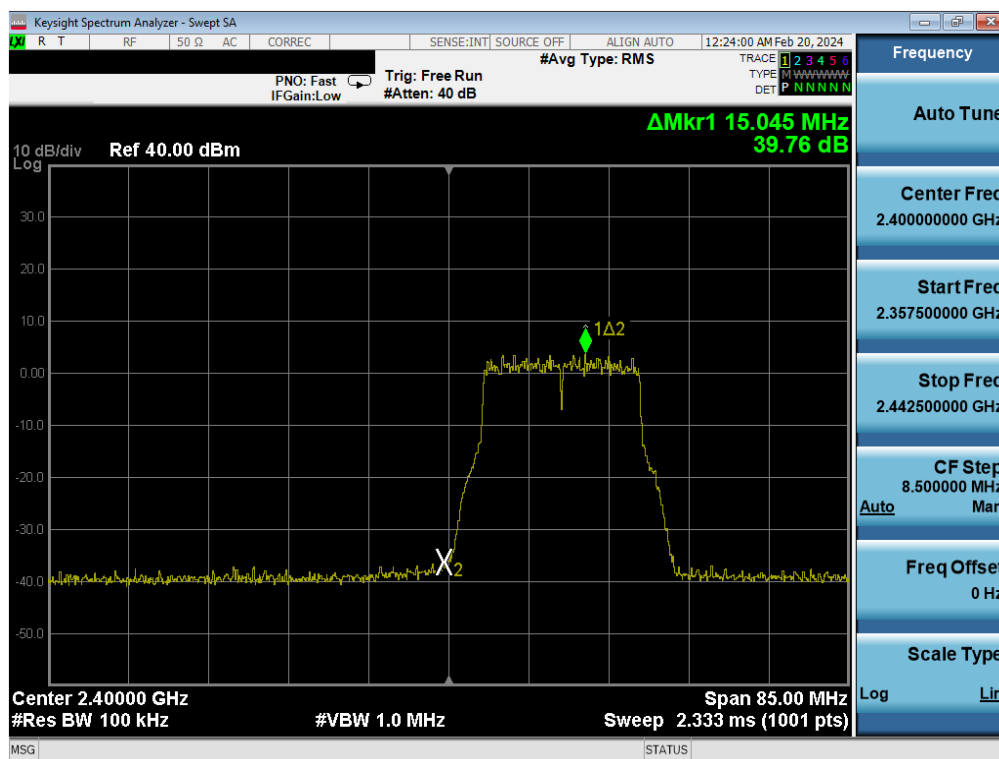 Keysight Spectrum Analyzer - Swept SA
LXI R T RF 50 Ω AC CORREC SENSE:INT SOURCE OFF ALIGN AUTO 12:24:00 AM Feb 20, 2024
#Avg Type: RMS
TRACE 1 2 3 4 5 6
PNO: Fast
Trig: Free Run
TYPE M WWWWW
IFGain:Low
#Atten: 40 dB
DET P N N N N N
ΔMkr1 15.045 MHz
39.76 dB
10 dB/div
Ref 40.00 dBm
Log
30.0
20.0
10.0
0.00
-10.0
-20.0
-30.0
-40.0
-50.0
1Δ2
X2
Center 2.40000 GHz
Span 85.00 MHz
#Res BW 100 kHz
#VBW 1.0 MHz
Sweep 2.333 ms (1001 pts)
MSG
STATUS
Frequency
Auto Tune
Center Freq
2.400000000 GHz
Start Freq
2.357500000 GHz
Stop Freq
2.442500000 GHz
CF Step
8.500000 MHz
Auto Man
Freq Offset
0 Hz
Scale Type
Log Lin